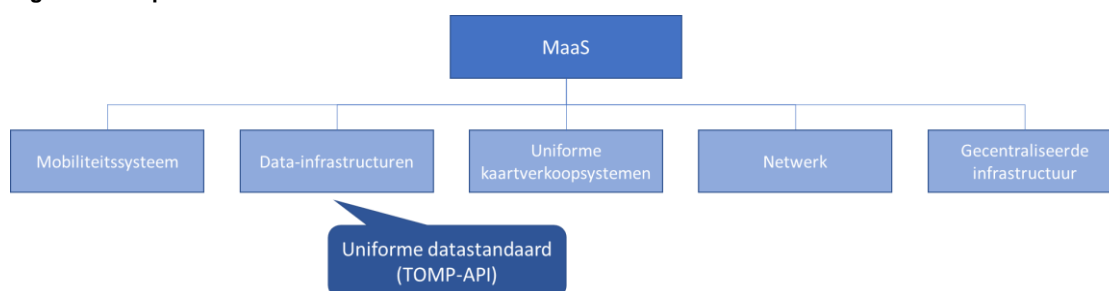 MaaS
Mobiliteitssysteem
Data-infrastructuren
Uniforme
kaartverkoopsystemen
Netwerk
Gecentraliseerde
infrastructuur
Uniforme datastandaard
(TOMP-API)